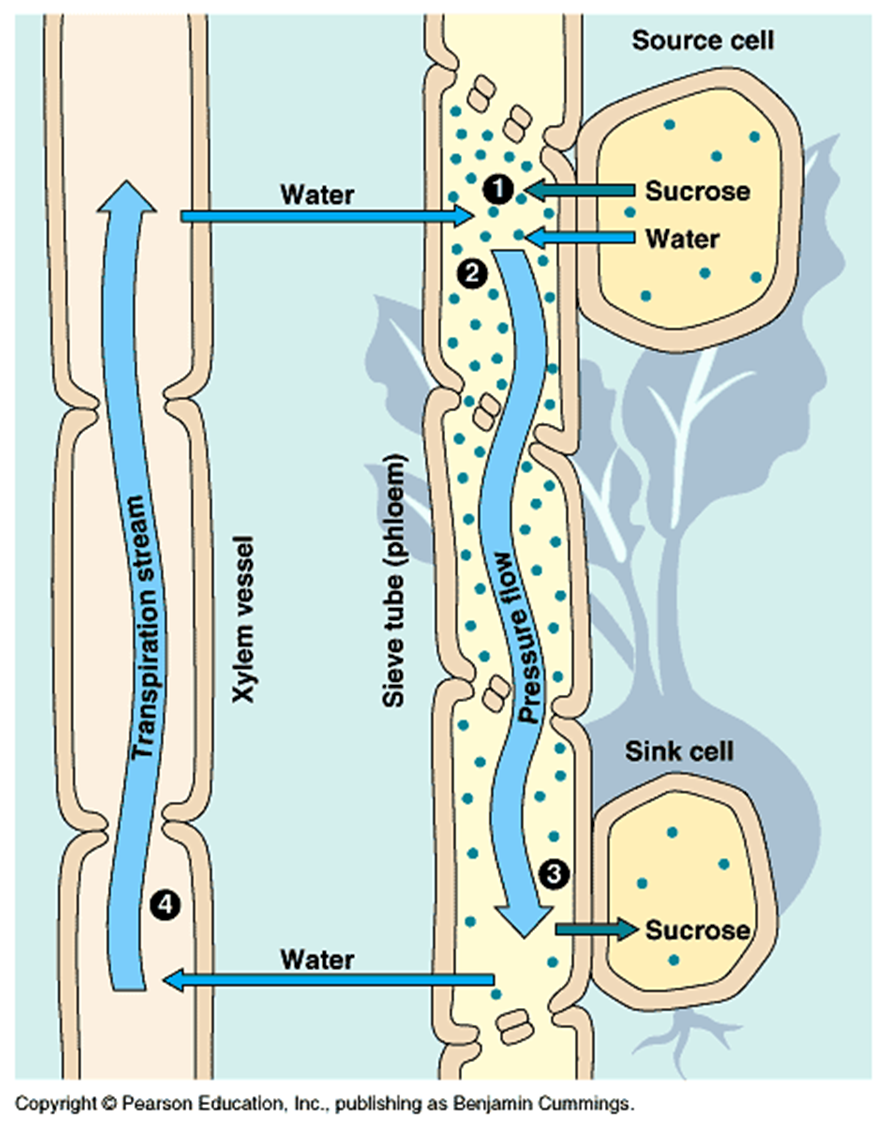 Source cell
Water
1
Sucrose
Water
2
Transpiration stream
Xylem vessel
Sieve tube (phloem)
Pressure flow
Sink cell
3
4
Sucrose
Water
Copyright © Pearson Education, Inc., publishing as Benjamin Cummings.